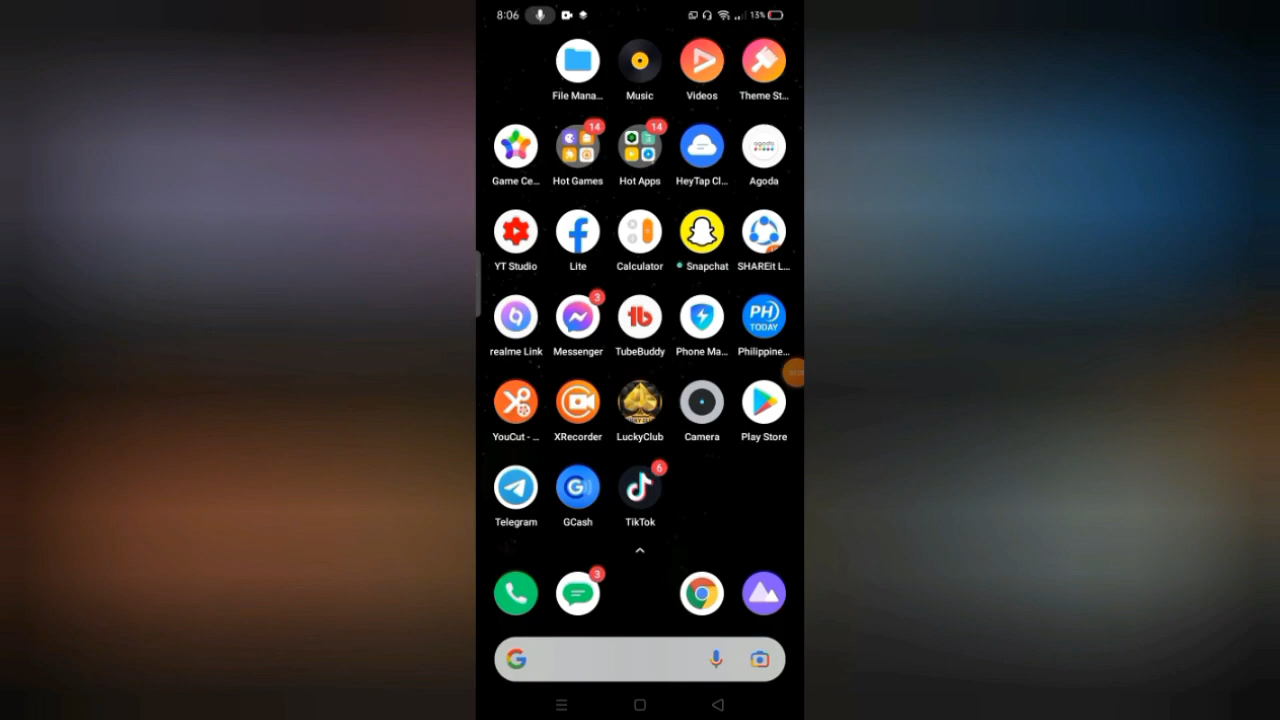 8:06 13%
File Mana... Music Videos Theme St...
14 14
agoda
Game Ce... Hot Games Hot Apps HeyTap Cl... Agoda
YT Studio Lite Calculator Snapchat SHAREit L...
3
PH) TODAY
realme Link Messenger TubeBuddy Phone Ma... Philippine...
YouCut - ... XRecorder LuckyClub Camera Play Store
6
Telegram GCash TikTok
3